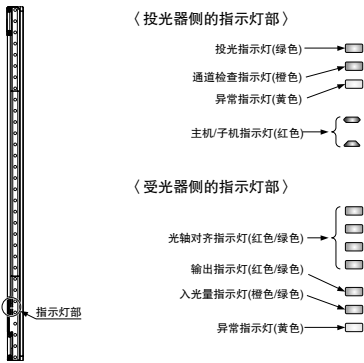 〈投光器侧的指示灯部〉
投光指示灯(绿色)
通道检查指示灯(橙色)
异常指示灯(黄色)
主机/子机指示灯(红色)
〈受光器侧的指示灯部〉
光轴对齐指示灯(红色/绿色)
输出指示灯(红色/绿色)
入光量指示灯(橙色/绿色)
指示灯部
异常指示灯(黄色)